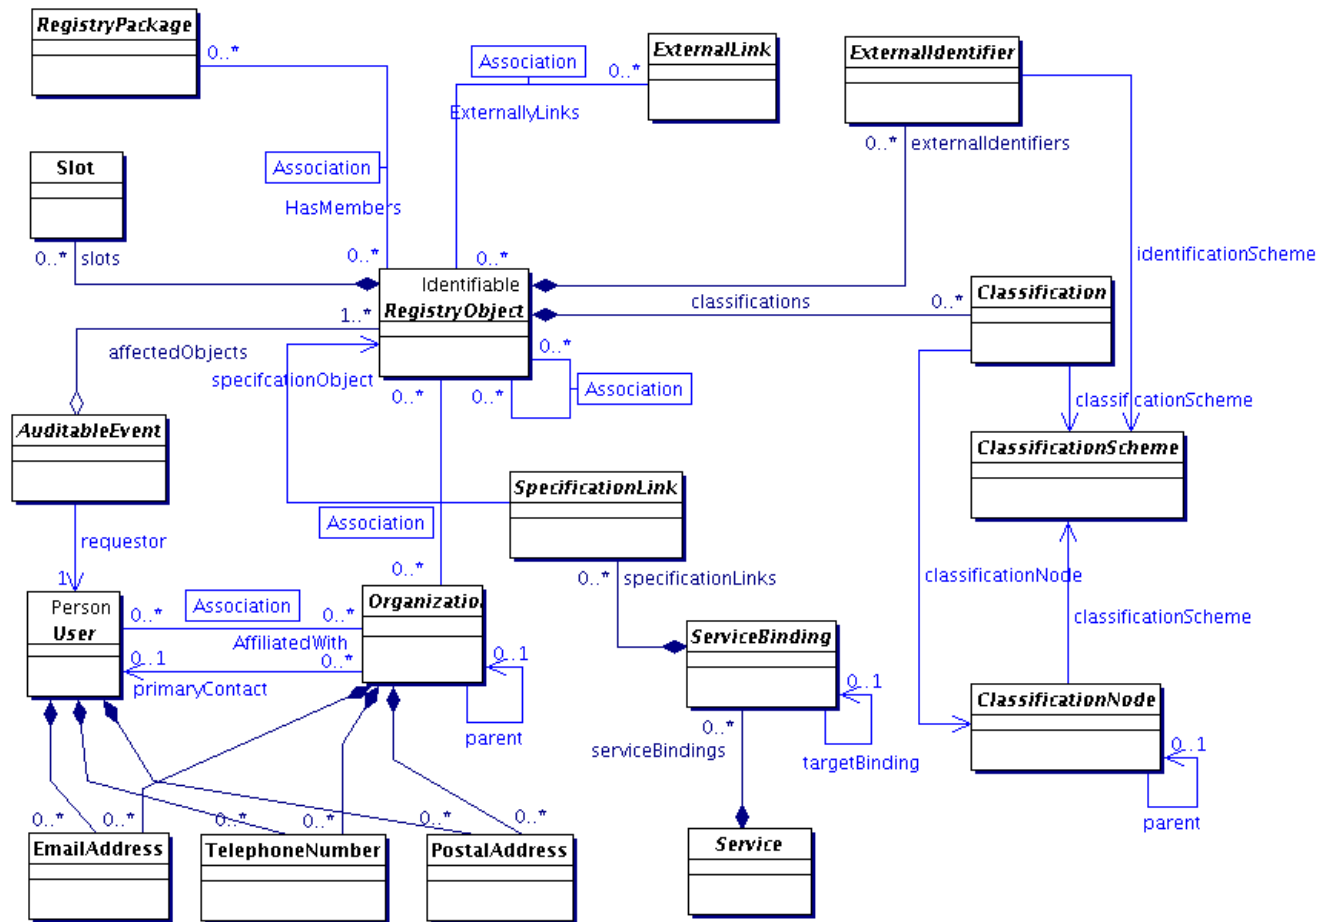 RegistryPackage
0..*
Association
0..*
ExternalLink
ExternalIdentifier
ExternallyLinks
0..*
externalIdentifiers
Slot
Association
HasMembers
0..*
slots
0..*
0..*
identificationScheme
Identifiable
RegistryObject
classifications
0..*
Classification
1..*
affectedObjects
specifcationObject
0..*
0..*
0..*
Association
classificationScheme
AuditableEvent
ClassificationScheme
SpecificationLink
Association
requestor
1
0..*
0..*
specificationLinks
classificationNode
classificationScheme
Person
User
0..*
Association
0..*
Organizatio
AffiliatedWith
0..1
0..*
primaryContact
0..1
parent
ServiceBinding
0..1
targetBinding
0..*
serviceBindings
ClassificationNode
0..1
parent
0..*
0..*
0..*
0..*
0..*
0..*
EmailAddress
TelephoneNumber
PostalAddress
Service